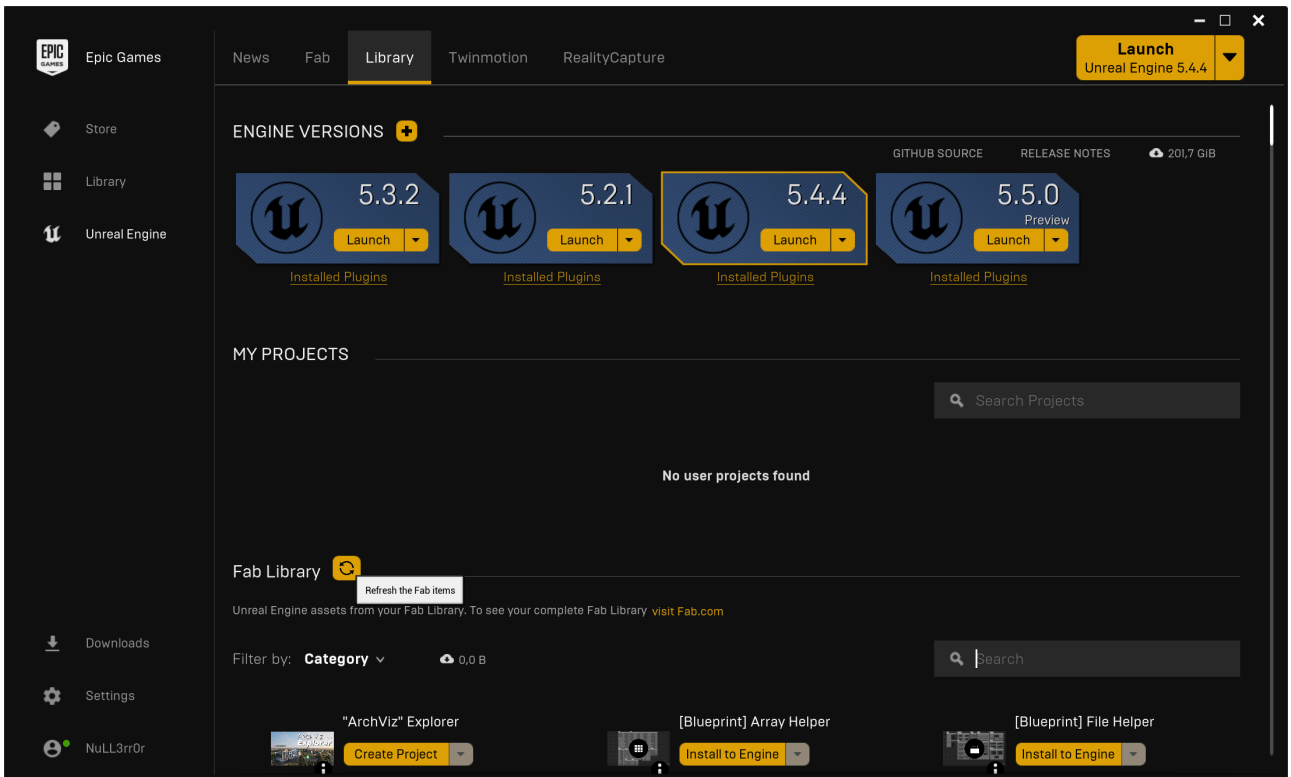 EPIC
GAMES
Epic Games
News
Fab
Library
Twinmotion
RealityCapture
Launch
Unreal Engine 5.4.4
Store
Library
Unreal Engine
ENGINE VERSIONS
GITHUB SOURCE
RELEASE NOTES
201,7 GiB
5.3.2
Launch
Installed Plugins
5.2.1
Launch
Installed Plugins
5.4.4
Launch
Installed Plugins
5.5.0
Preview
Launch
Installed Plugins
MY PROJECTS
Search Projects
No user projects found
Fab Library
Refresh the Fab items
Unreal Engine assets from your Fab Library. To see your complete Fab Library visit Fab.com
Filter by: Category
0,0 B
Search
"ArchViz" Explorer
Create Project
[Blueprint] Array Helper
Install to Engine
[Blueprint] File Helper
Install to Engine
Downloads
Settings
NuLL3rr0r